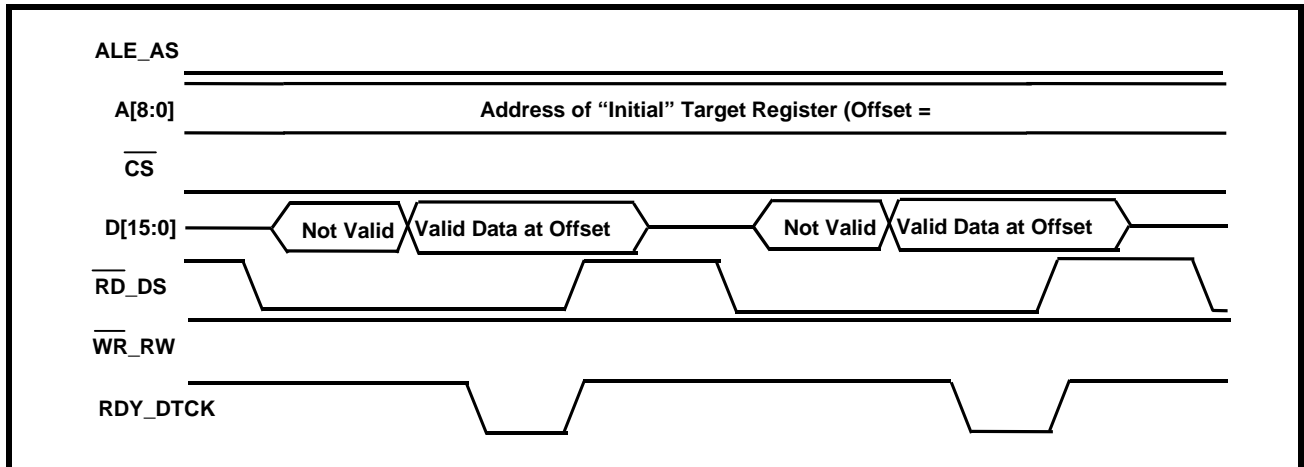 ALE_AS
A[8:0] Address of “Initial” Target Register (Offset =
CS
D[15:0] Not Valid Valid Data at Offset Not Valid Valid Data at Offset
RD_DS
WR_RW
RDY_DTCK